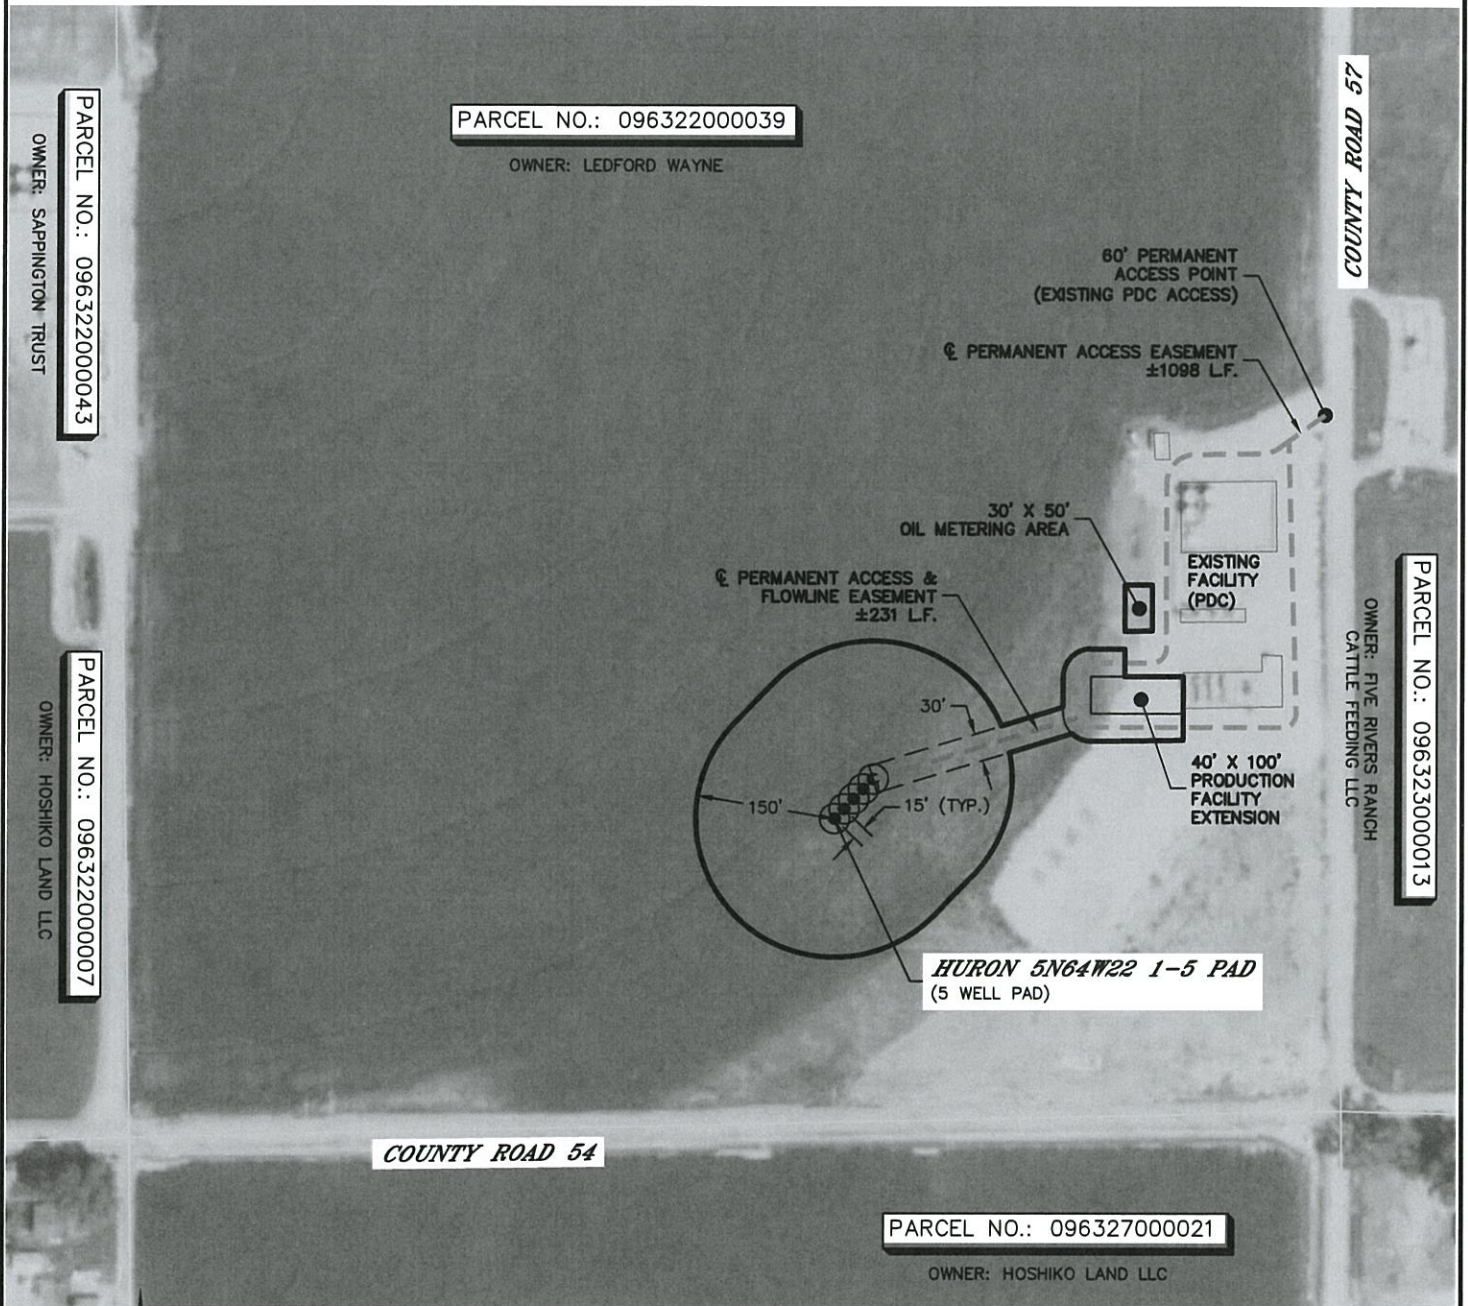 PARCEL NO.: 096322000039
OWNER: LEDFORD WAYNE
PARCEL NO.: 096322000043
OWNER: SAPPINGTON TRUST
COUNTY ROAD 57
60' PERMANENT
ACCESS POINT
(EXISTING PDC ACCESS)
℄ PERMANENT ACCESS EASEMENT
±1098 L.F.
30' X 50'
OIL METERING AREA
EXISTING
FACILITY
(PDC)
℄ PERMANENT ACCESS &
FLOWLINE EASEMENT
±231 L.F.
PARCEL NO.: 096323000013
OWNER: FIVE RIVERS RANCH
CATTLE FEEDING LLC
PARCEL NO.: 096322000007
OWNER: HOSHIKO LAND LLC
30'
150'
15' (TYP.)
40' X 100'
PRODUCTION
FACILITY
EXTENSION
HURON 5N64W22 1-5 PAD
(5 WELL PAD)
COUNTY ROAD 54
PARCEL NO.: 096327000021
OWNER: HOSHIKO LAND LLC